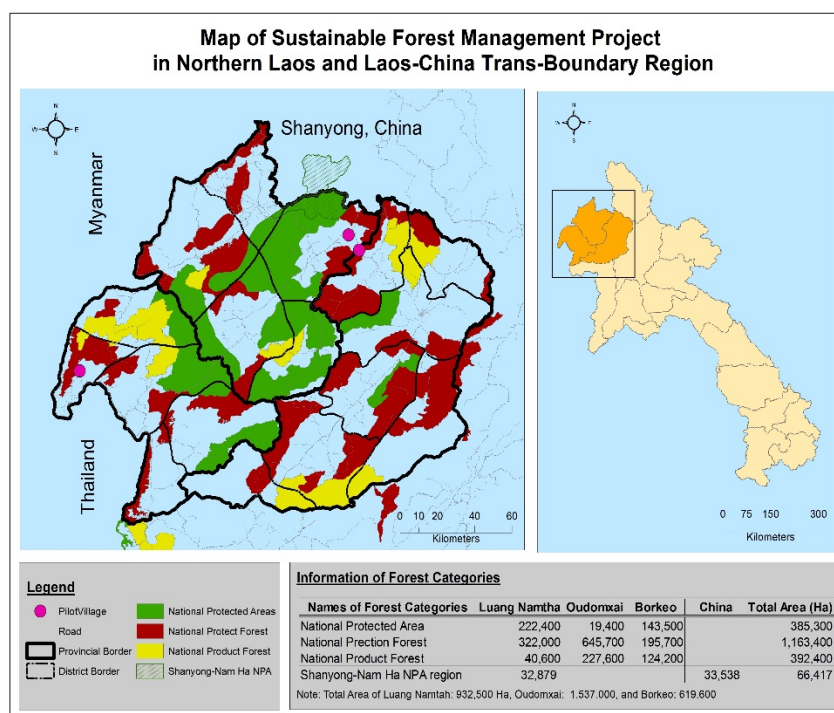 Map of Sustainable Forest Management Project
in Northern Laos and Laos-China Trans-Boundary Region
N
W E
S
Shanyong, China
Myanmar
Thailand
0 20 40 60
Kilometers
N
W E
S
0 75 150 300
Kilometers
Legend
PilotVillage
Road
Provincial Border
District Border
National Protected Areas
National Protect Forest
National Product Forest
Shanyong-Nam Ha NPA
Information of Forest Categories
Names of Forest Categories Luang Namtha Oudomxai Borkeo China Total Area (Ha)
National Protected Area 222,400 19,400 143,500 385,300
National Prection Forest 322,000 645,700 195,700 1,163,400
National Product Forest 40,600 227,600 124,200 392,400
Shanyong-Nam Ha NPA region 32,879 33,538 66,417
Note: Total Area of Luang Namtah: 932,500 Ha, Oudomxai: 1.537.000, and Borkeo: 619.600